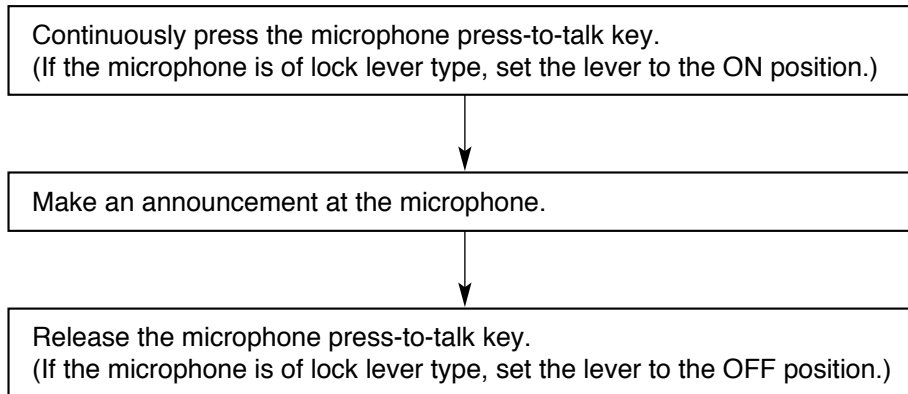 Continuously press the microphone press-to-talk key.
(If the microphone is of lock lever type, set the lever to the ON position.)
Make an announcement at the microphone.
Release the microphone press-to-talk key.
(If the microphone is of lock lever type, set the lever to the OFF position.)